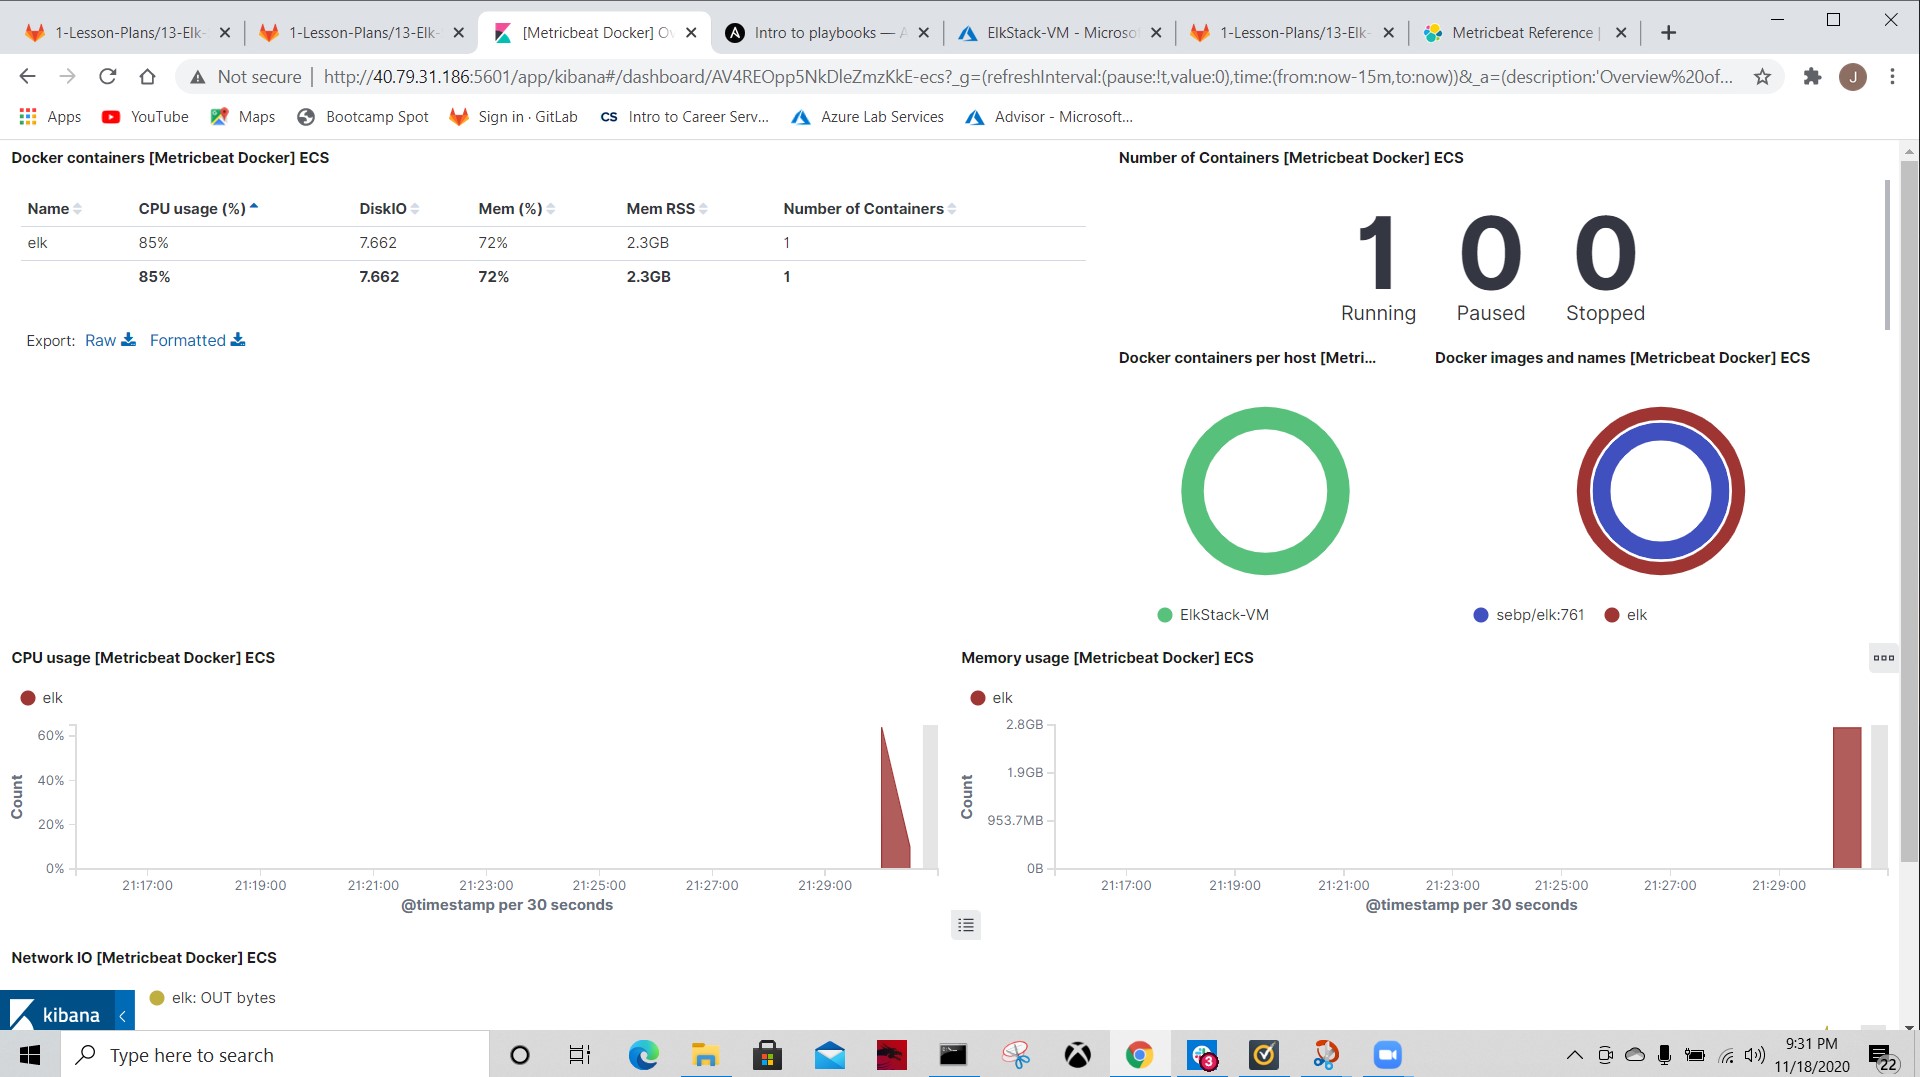 1-Lesson-Plans/13-Elk-
1-Lesson-Plans/13-Elk-
[Metricbeat Docker] Ov
Intro to playbooks — A
ElkStack-VM - Microso
1-Lesson-Plans/13-Elk-
Metricbeat Reference |
Not secure | http://40.79.31.186:5601/app/kibana#/dashboard/AV4REOpp5NkDleZmzKkE-ecs?_g=(refreshInterval:(pause:!t,value:0),time:(from:now-15m,to:now))&_a=(description:'Overview%20of...
J
Apps YouTube Maps Bootcamp Spot Sign in · GitLab CS Intro to Career Serv... Azure Lab Services Advisor - Microsoft...
Docker containers [Metricbeat Docker] ECS
Name CPU usage (%) DiskIO Mem (%) Mem RSS Number of Containers
elk 85% 7.662 72% 2.3GB 1
85% 7.662 72% 2.3GB 1
Export: Raw Formatted
Number of Containers [Metricbeat Docker] ECS
1 0 0
Running Paused Stopped
Docker containers per host [Metri...
ElkStack-VM
Docker images and names [Metricbeat Docker] ECS
sebp/elk:761 elk
CPU usage [Metricbeat Docker] ECS
elk
60%
40%
20%
0%
Count
21:17:00 21:19:00 21:21:00 21:23:00 21:25:00 21:27:00 21:29:00
@timestamp per 30 seconds
Memory usage [Metricbeat Docker] ECS
elk
2.8GB
1.9GB
953.7MB
0B
Count
21:17:00 21:19:00 21:21:00 21:23:00 21:25:00 21:27:00 21:29:00
@timestamp per 30 seconds
Network IO [Metricbeat Docker] ECS
elk: OUT bytes
kibana
Type here to search
3
9:31 PM
11/18/2020
22